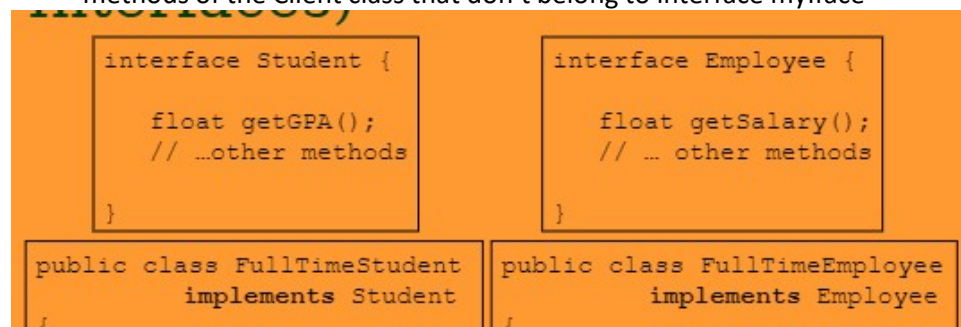 methods of the Client class that don't belong to interface myIface
Interfaces)
interface Student {
float getGPA();
// …other methods
}
interface Employee {
float getSalary();
// … other methods
}
public class FullTimeStudent
implements Student
{
public class FullTimeEmployee
implements Employee
{